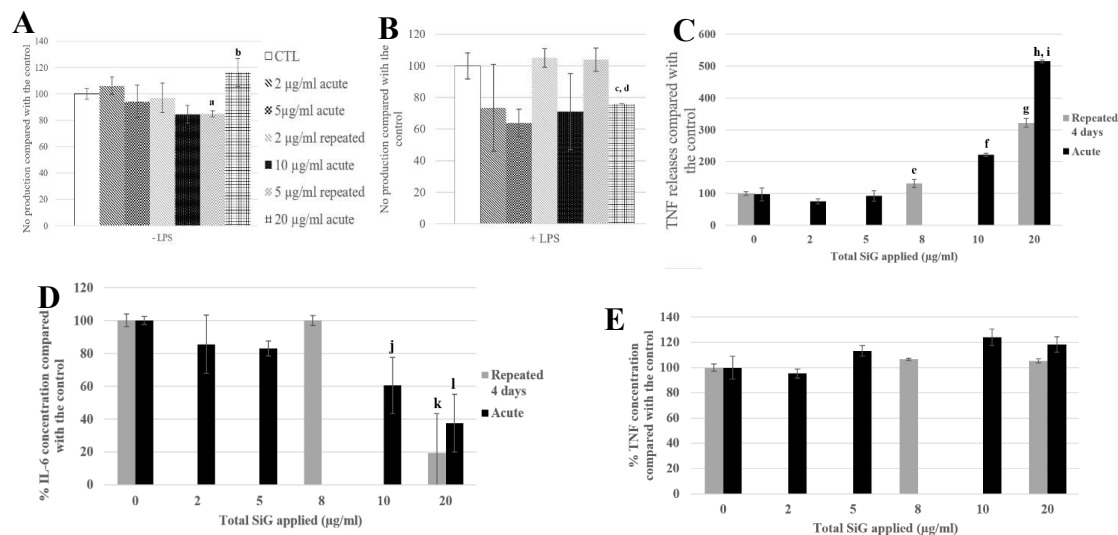 A
No production compared with the control
140
120
100
80
60
40
20
0
a
b
- LPS
CTL
2 µg/ml acute
5µg/ml acute
2 µg/ml repeated
10 µg/ml acute
5 µg/ml repeated
20 µg/ml acute
B
No production compared with the
control
120
100
80
60
40
20
0
c, d
+ LPS
C
TNF releases compared with
the control
600
500
400
300
200
100
0
e
f
g
h, i
0 2 5 8 10 20
Total SiG applied (µg/ml)
Repeated
4 days
Acute
D
% IL-6 concentration compared
with the control
120
100
80
60
40
20
0
j
k
l
0 2 5 8 10 20
Total SiG applied (µg/ml)
Repeated
4 days
Acute
E
% TNF concentration
compared with the control
140
120
100
80
60
40
20
0
0 2 5 8 10 20
Total SiG applied (µg/ml)